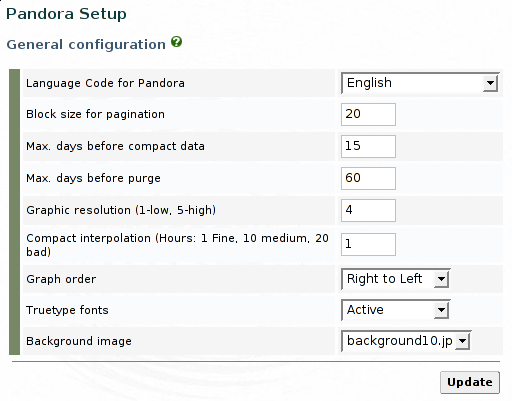 Pandora Setup
General configuration
Language Code for Pandora English
Block size for pagination 20
Max. days before compact data 15
Max. days before purge 60
Graphic resolution (1-low, 5-high) 4
Compact interpolation (Hours: 1 Fine, 10 medium, 20
bad) 1
Graph order Right to Left
Truetype fonts Active
Background image background10.jp
Update